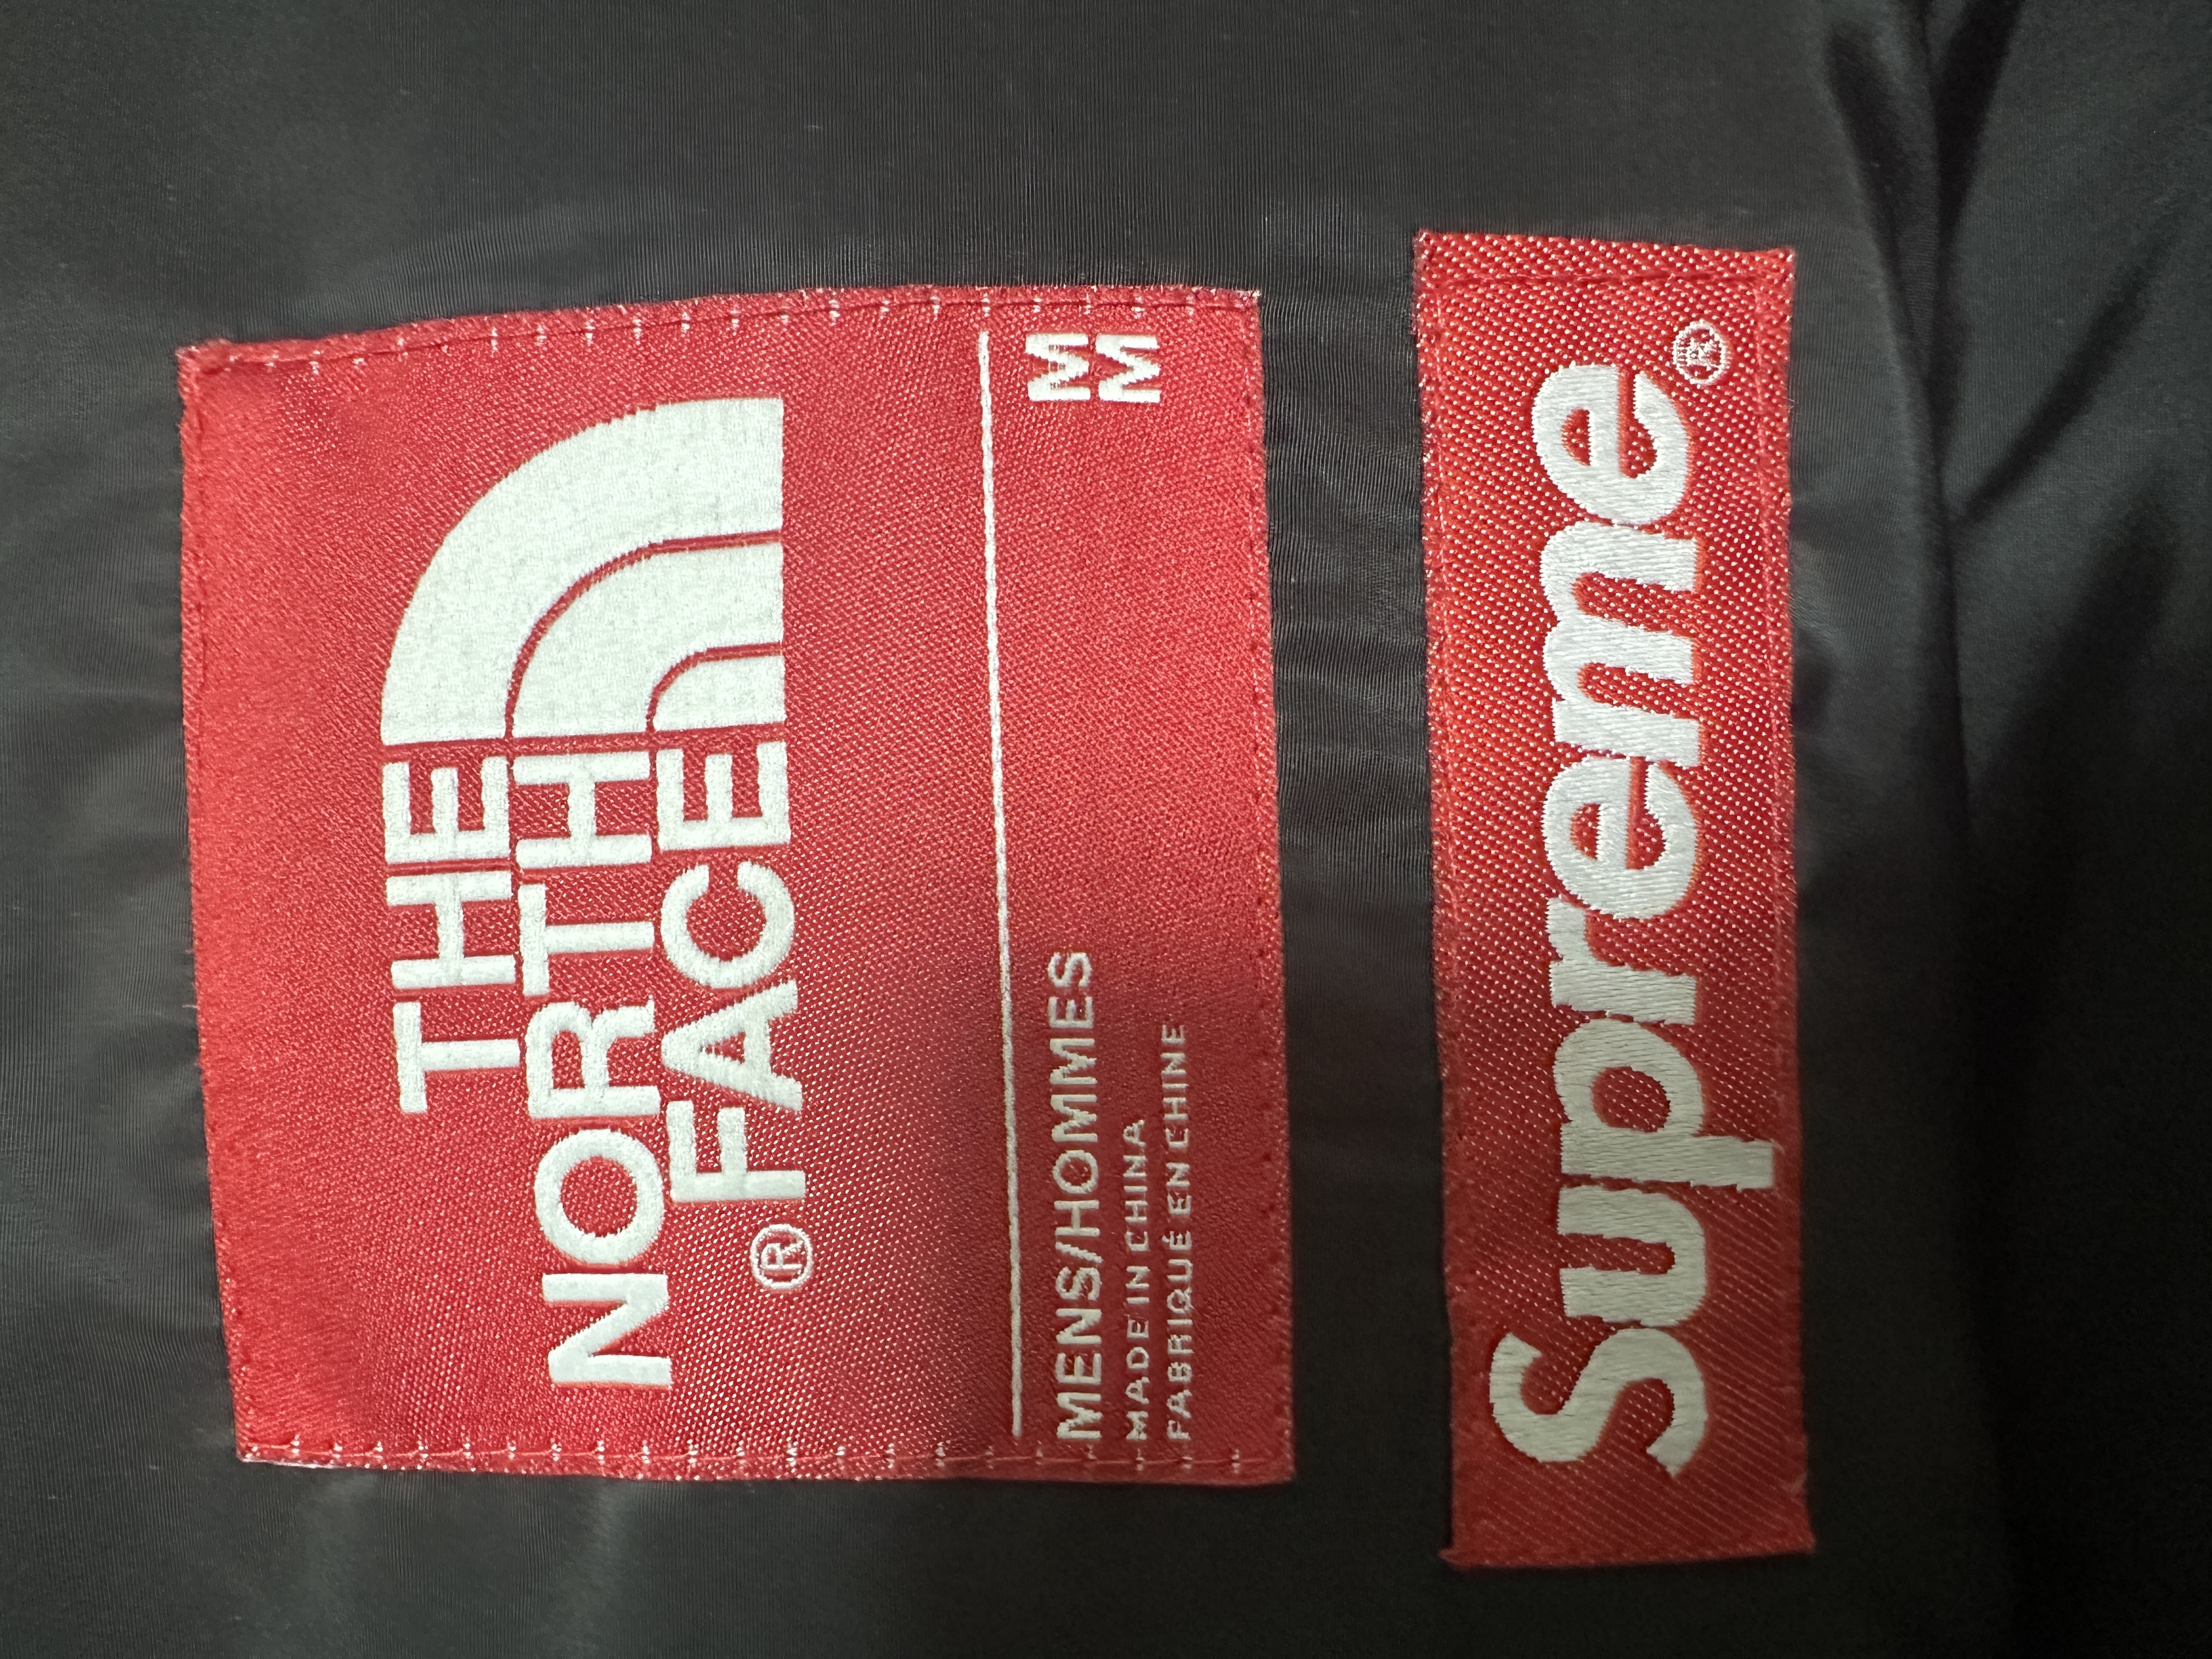 THE
NORTH
FACE®
MENS/HOMMES M
MADE IN CHINA M
FABRIQUÉ EN CHINE
Supreme®